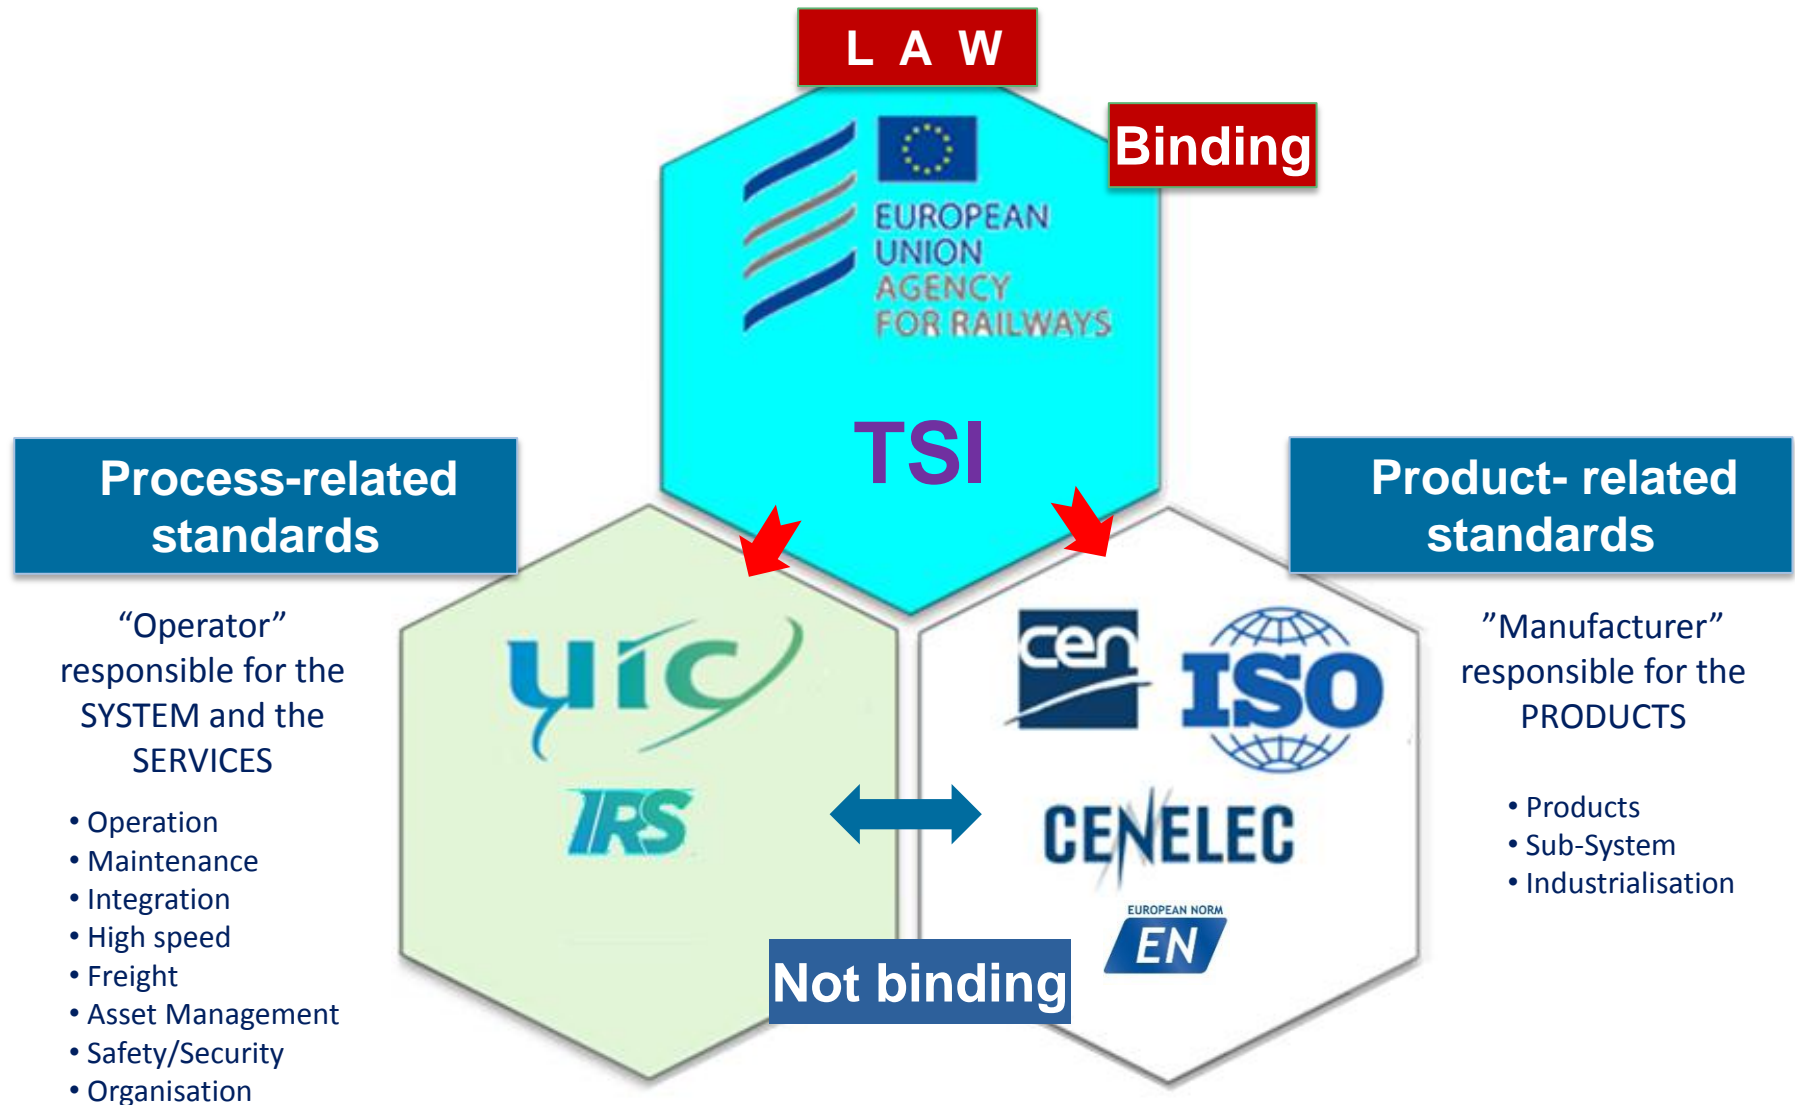 L A W
Binding
EUROPEAN
UNION
AGENCY
FOR RAILWAYS
TSI
Process-related
standards
“Operator”
responsible for the
SYSTEM and the
SERVICES
• Operation
• Maintenance
• Integration
• High speed
• Freight
• Asset Management
• Safety/Security
• Organisation
uic
IRS
Not binding
cen
ISO
CENELEC
EUROPEAN NORM
EN
Product- related
standards
”Manufacturer”
responsible for the
PRODUCTS
• Products
• Sub-System
• Industrialisation